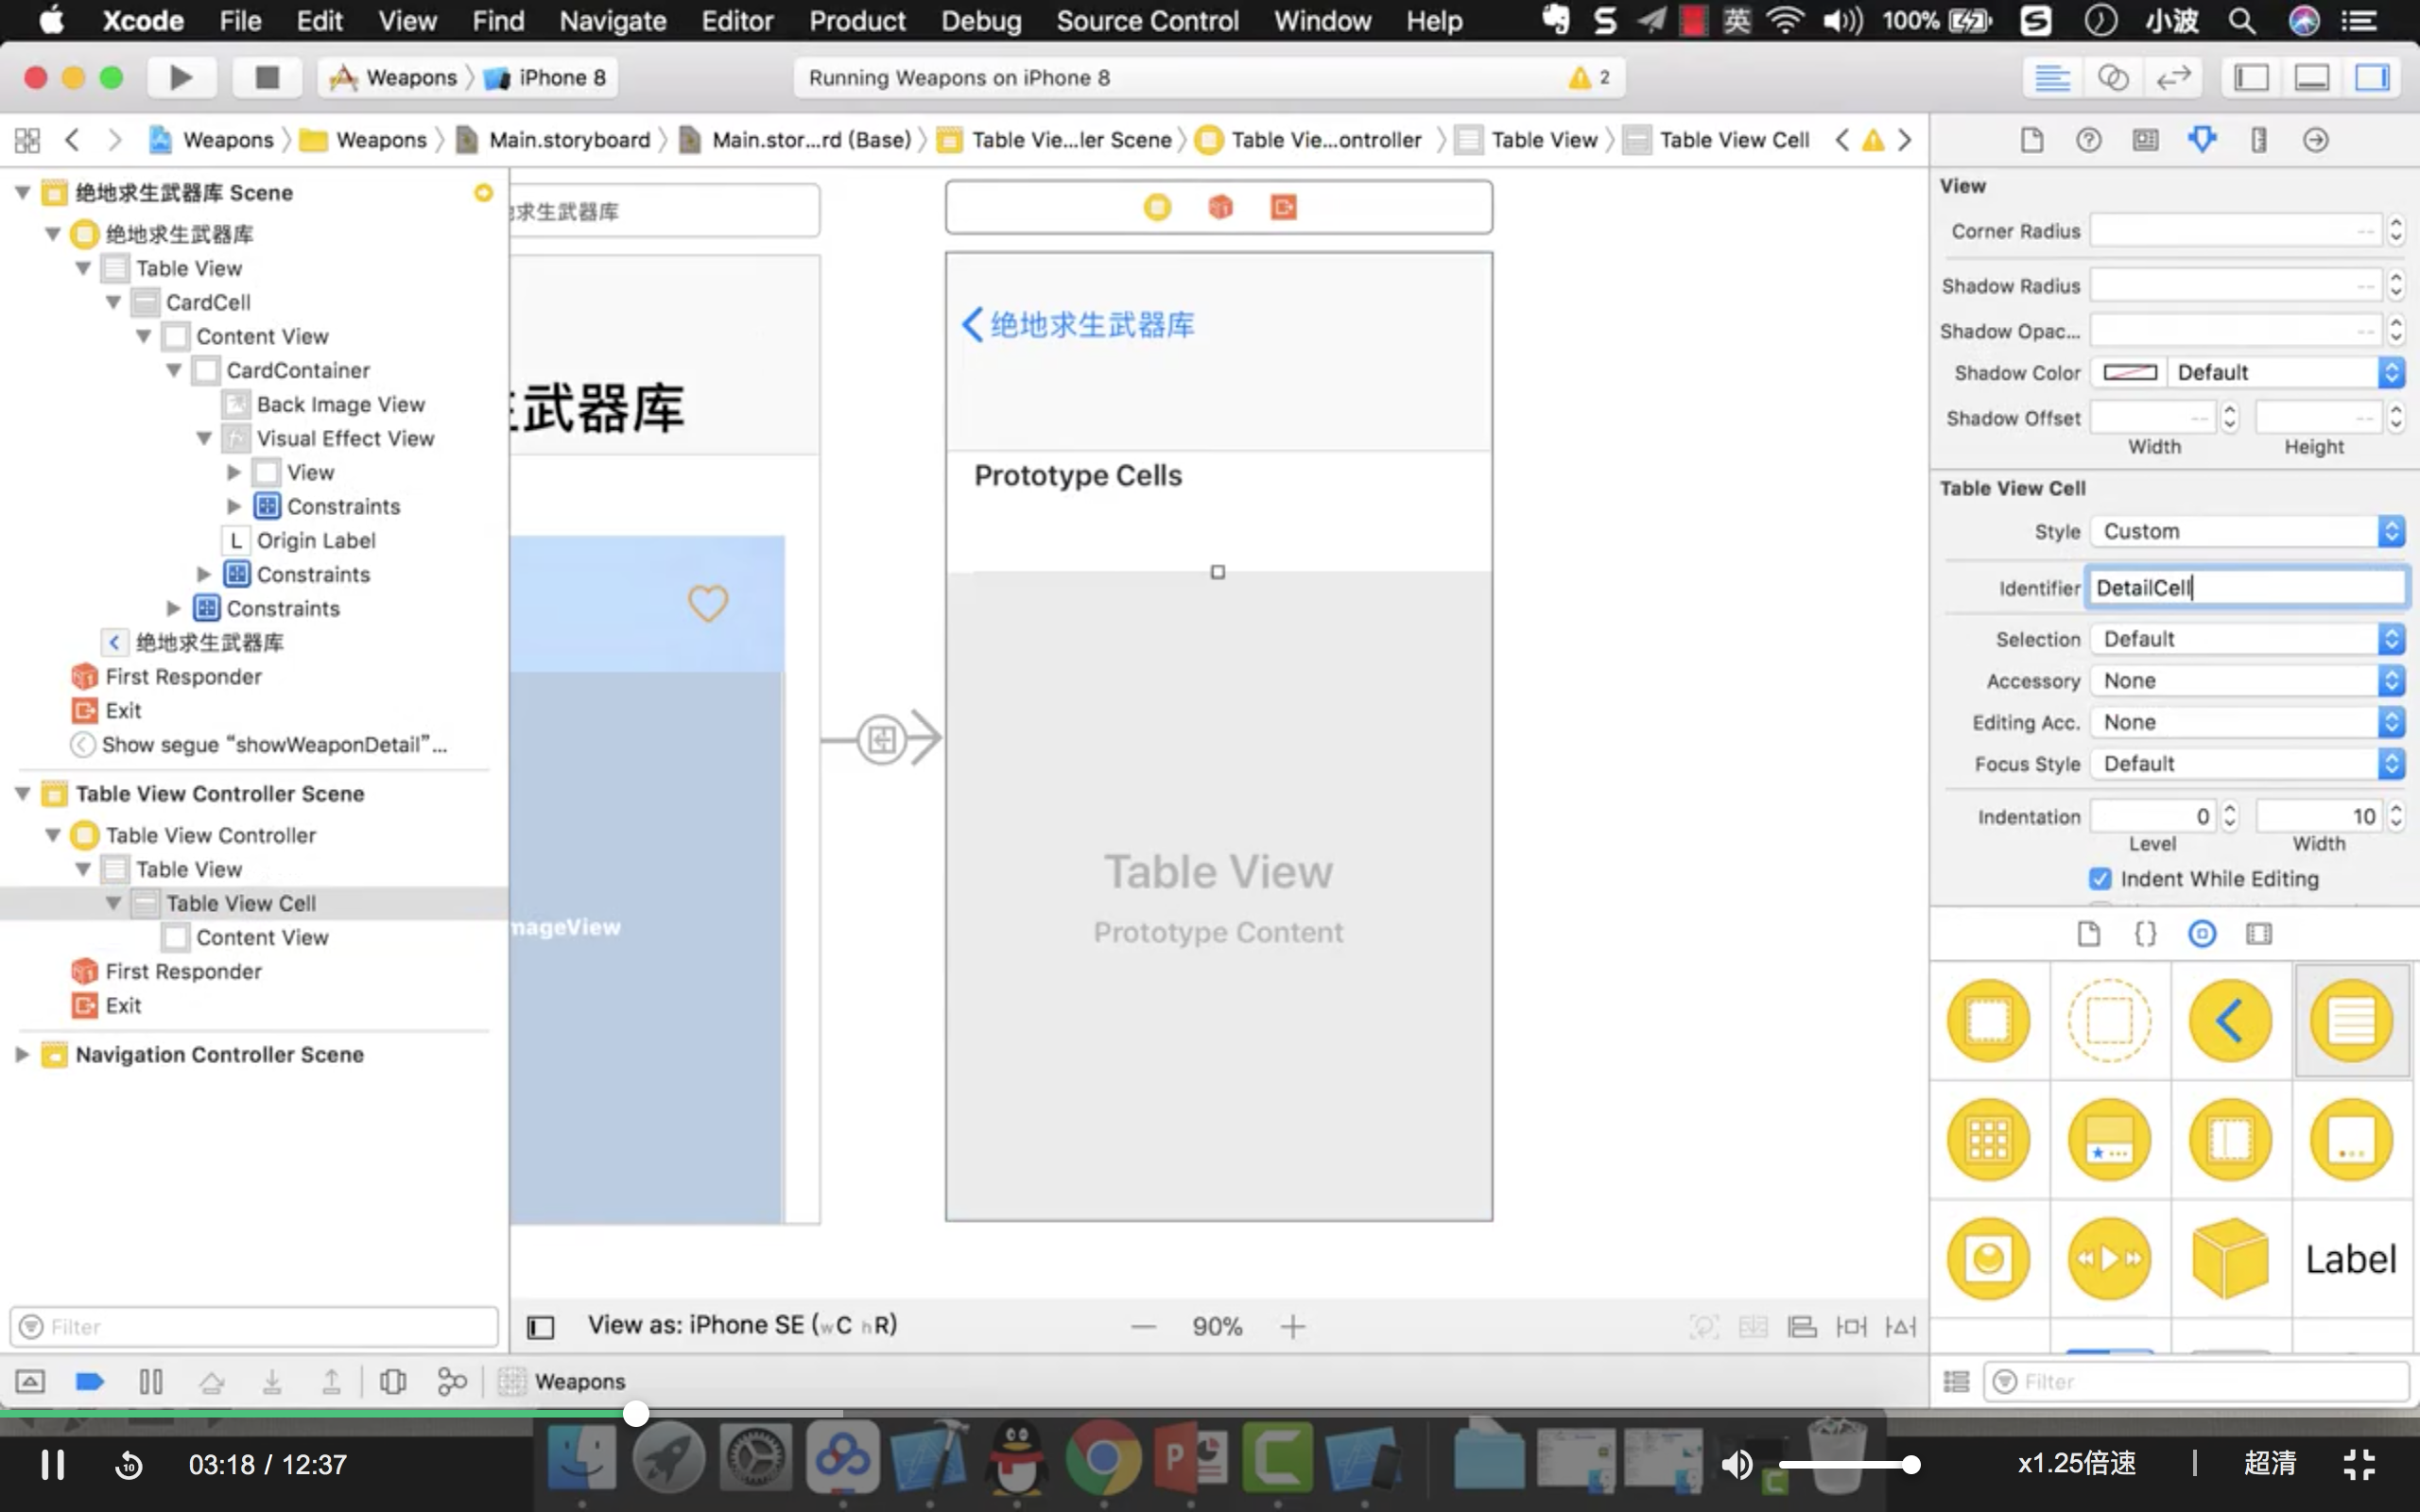 Xcode File Edit View Find Navigate Editor Product Debug Source Control Window Help 英 100% 小波
Weapons iPhone 8
Running Weapons on iPhone 8
2
Weapons Weapons Main.storyboard Main.stor...rd (Base) Table Vie...ler Scene Table Vie...ontroller Table View Table View Cell
绝地求生武器库 Scene
绝地求生武器库
Table View
CardCell
Content View
CardContainer
Back Image View
Visual Effect View
View
Constraints
L Origin Label
Constraints
Constraints
绝地求生武器库
First Responder
Exit
Show segue “showWeaponDetail”...
Table View Controller Scene
Table View Controller
Table View
Table View Cell
Content View
First Responder
Exit
Navigation Controller Scene
Filter
求生武器库
武器库
mageView
绝地求生武器库
Prototype Cells
Table View
Prototype Content
View as: iPhone SE (wC hR)
90%
View
Corner Radius
Shadow Radius
Shadow Opac...
Shadow Color Default
Shadow Offset
Width Height
Table View Cell
Style Custom
Identifier DetailCell
Selection Default
Accessory None
Editing Acc. None
Focus Style Default
Indentation 0 10
Level Width
Indent While Editing
{}
Label
Filter
Weapons
10 03:18 / 12:37
x1.25倍速 | 超清